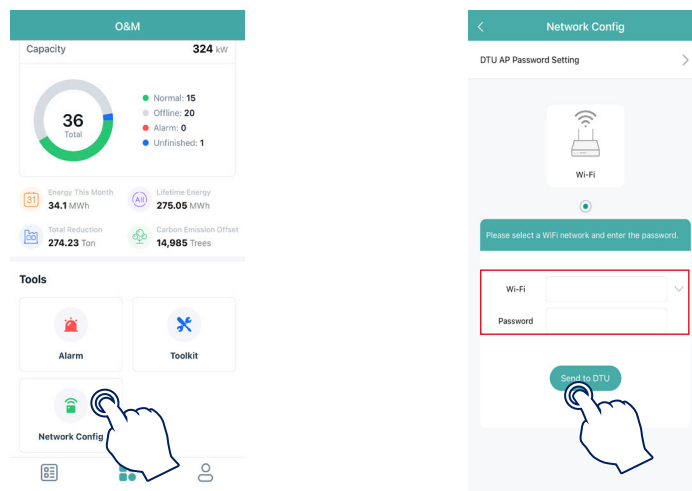 O&M
Capacity 324 kW
36
Total
Normal: 15
Offline: 20
Alarm: 0
Unfinished: 1
31
Energy This Month
34.1 MWh
All
Lifetime Energy
275.05 MWh
Total Reduction
274.23 Ton
Carbon Emission Offset
14,985 Trees
Tools
Alarm
Toolkit
Network Config
Network Config
DTU AP Password Setting
Wi-Fi
Please select a WiFi network and enter the password.
Wi-Fi
Password
Send to DTU